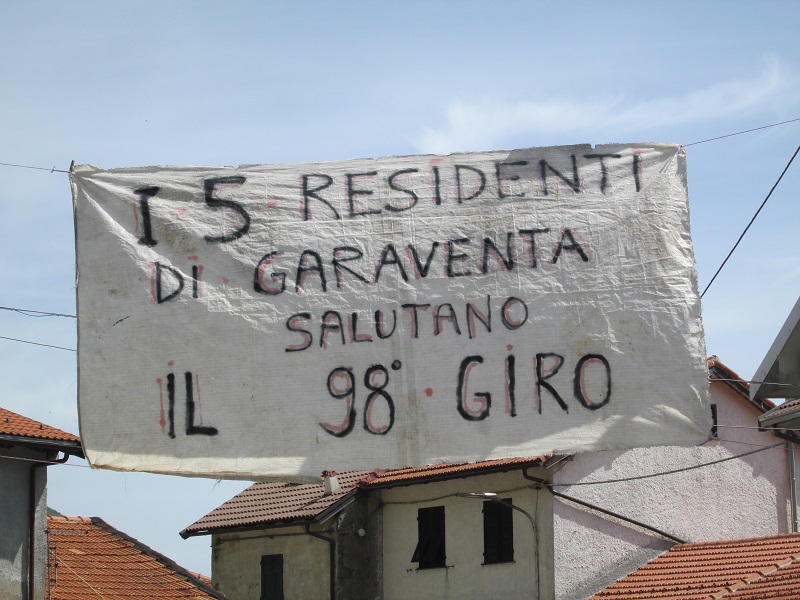 I 5 RESIDENTI
DI GARAVENTA
SALUTANO
IL 98° GIRO